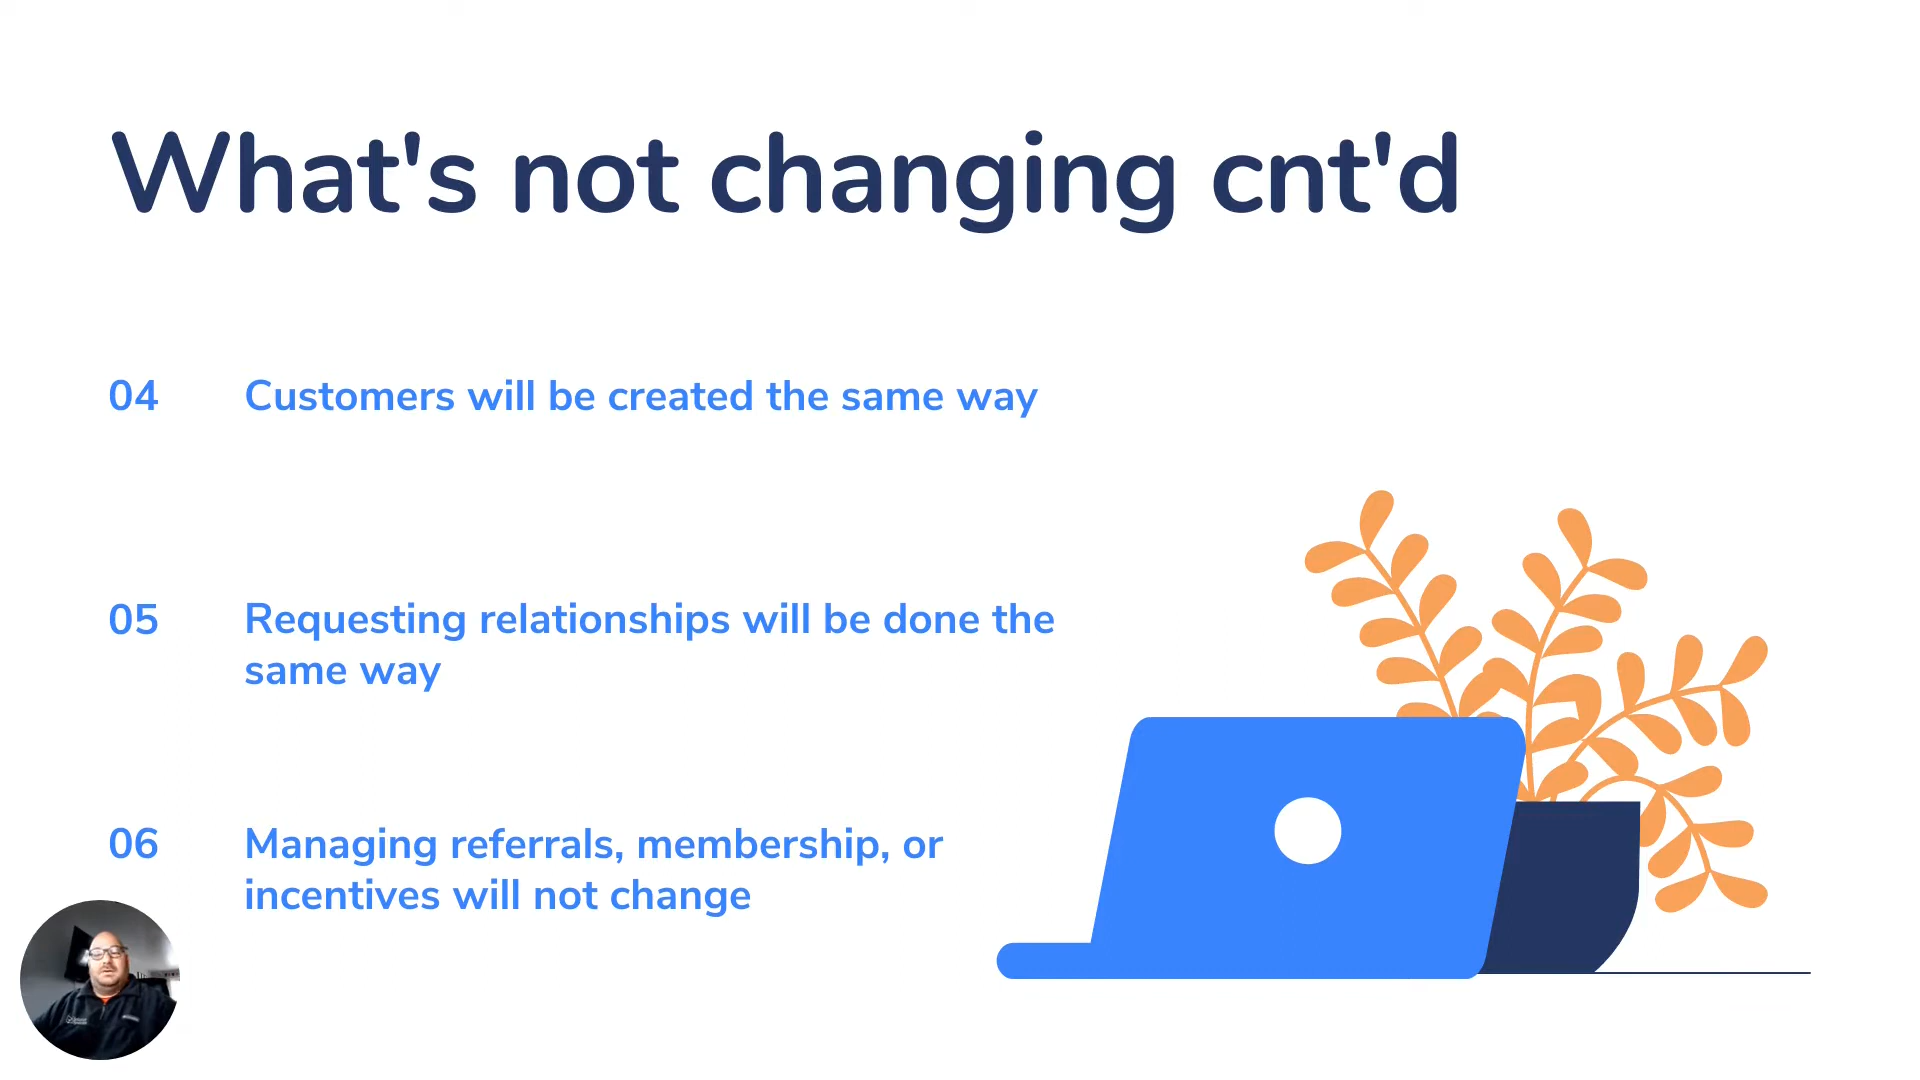 What's not changing cnt'd
04 Customers will be created the same way
05 Requesting relationships will be done the
same way
06 Managing referrals, membership, or
incentives will not change